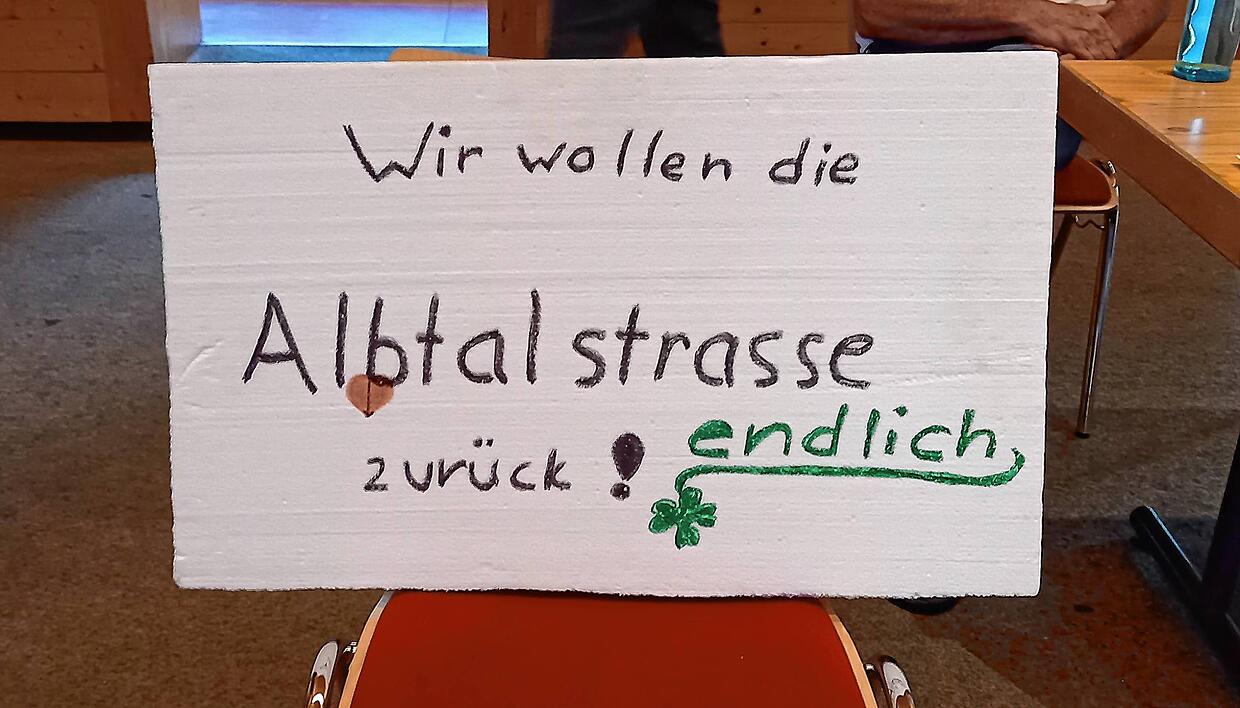 Wir wollen die
Albtalstrasse
zurück! endlich